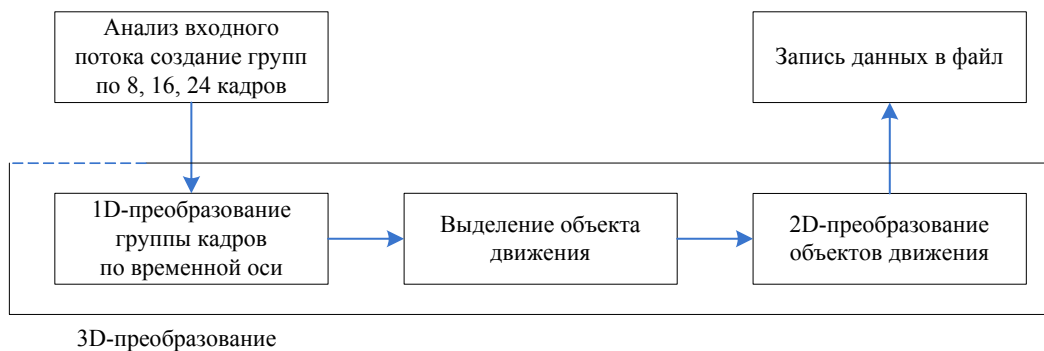 Анализ входного
потока создание групп
по 8, 16, 24 кадров
Запись данных в файл
1D-преобразование
группы кадров
по временной оси
Выделение объекта
движения
2D-преобразование
объектов движения
3D-преобразование